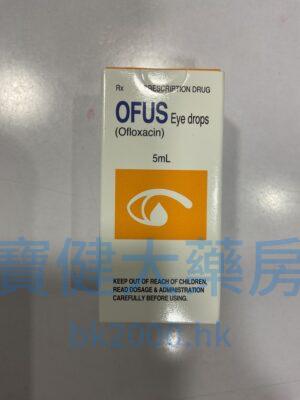 Rx PRESCRIPTION DRUG
OFUS Eye drops
(Ofloxacin)
5mL
寶健大藥房
KEEP OUT OF REACH OF CHILDREN,
READ DOSAGE & ADMINISTRATION
CAREFULLY BEFORE USING.
bk2000.hk